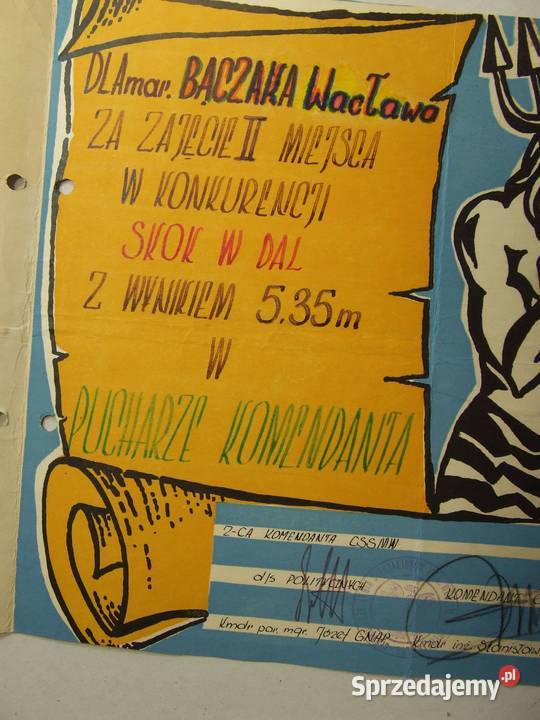 DLA mar. BĄCZAKA Wacława
ZA ZAJĘCIE II MIEJSCA
W KONKURENCJI
SKOK W DAL
Z WYNIKIEM 5.35m
W
PUCHARZE KOMENDANTA
Z-CA KOMENDANTA CSSMW
d/s POLITYCZNYCH
KOMENDANT
Kmdr por. mgr. Józef GNAP
Kmdr inż. Stanisław
Sprzedajemy.pl